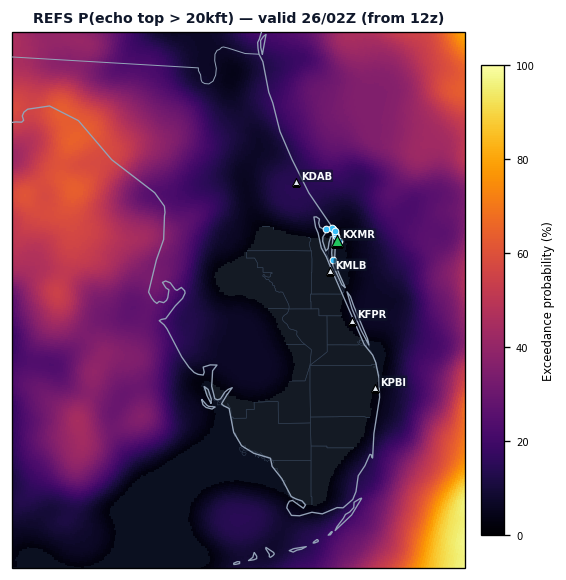 REFS P(echo top > 20kft) — valid 26/02Z (from 12z)
KDAB
KXMR
KMLB
KFPR
KPBI
100
80
60
40
20
0
Exceedance probability (%)